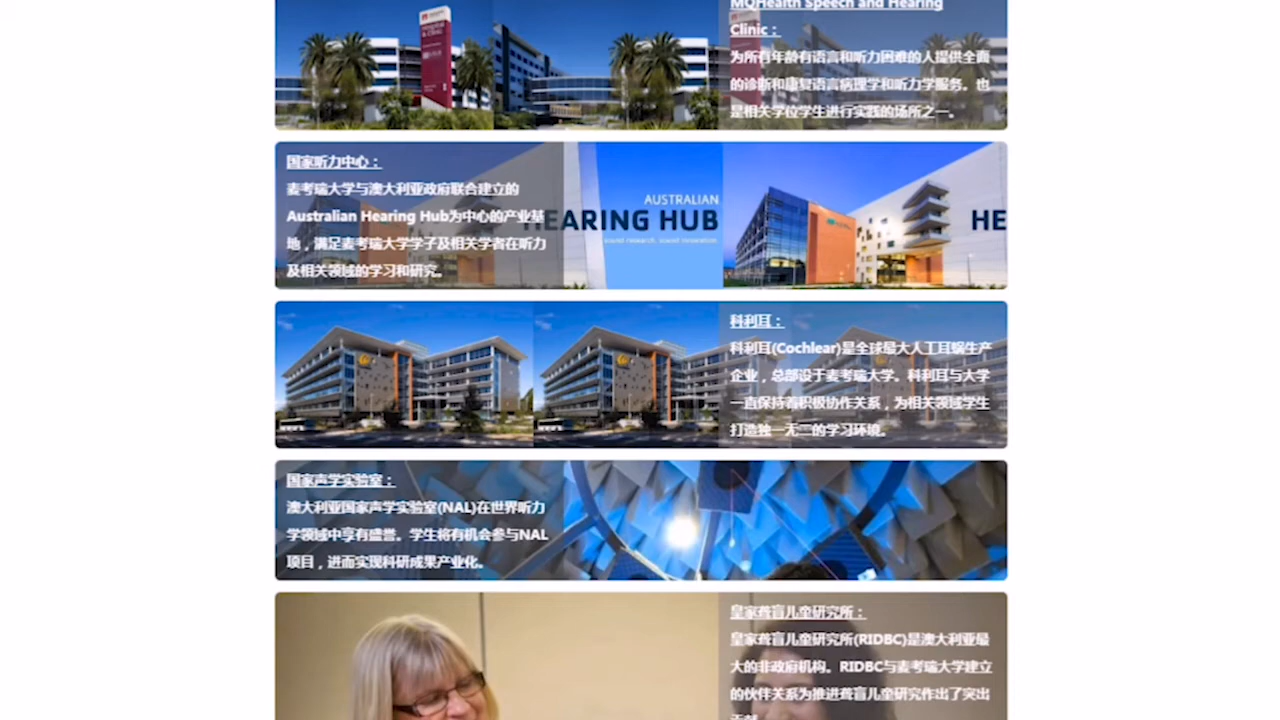 MQHealth Speech and Hearing
Clinic：
为所有年龄有语言和听力困难的人提供全面
的诊断和康复语言病理学和听力学服务。也
是相关学位学生进行实践的场所之一。
国家听力中心：
麦考瑞大学与澳大利亚政府联合建立的
Australian Hearing Hub为中心的产业基
地，满足麦考瑞大学学子及相关学者在听力
及相关领域的学习和研究。
AUSTRALIAN
HEARING HUB
sound research. sound innovation.
HE
科利耳：
科利耳(Cochlear)是全球最大人工耳蜗生产
企业，总部设于麦考瑞大学。科利耳与大学
一直保持着积极协作关系，为相关领域学生
打造独一无二的学习环境。
国家声学实验室：
澳大利亚国家声学实验室(NAL)在世界听力
学领域中享有盛誉。学生将有机会参与NAL
项目，进而实现科研成果产业化。
皇家聋盲儿童研究所：
皇家聋盲儿童研究所(RIDBC)是澳大利亚最
大的非政府机构。RIDBC与麦考瑞大学建立
的伙伴关系为推进聋盲儿童研究作出了突出